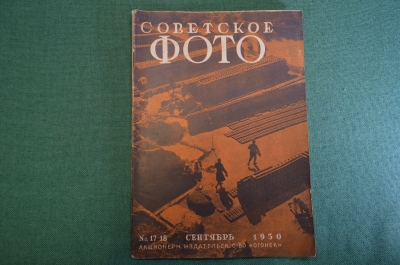 СОВЕТСКОЕ
ФОТО
№ 17-18 СЕНТЯБРЬ 1930
АКЦИОНЕРН. ИЗДАТЕЛЬСК. О-ВО «ОГОНЕК»